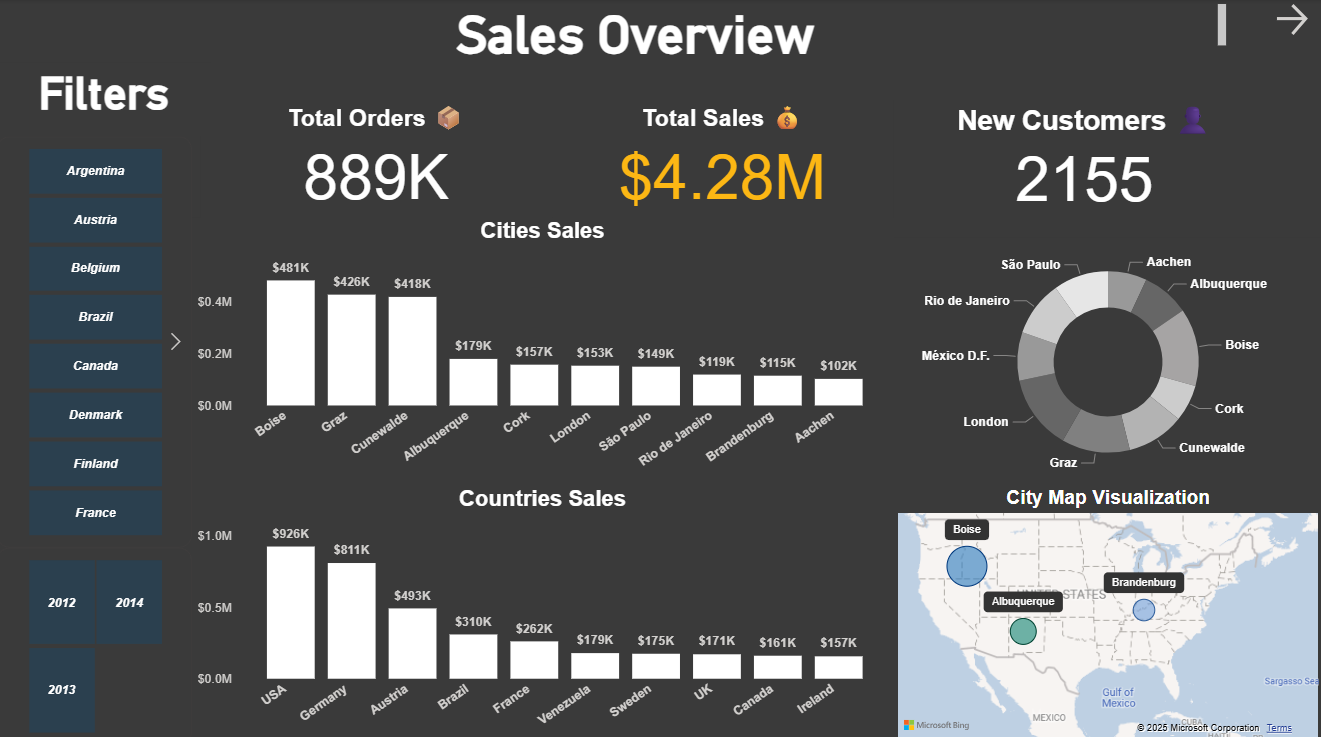 Sales Overview
Filters
Argentina
Austria
Belgium
Brazil
Canada
Denmark
Finland
France
2012 2014
2013
Total Orders
889K
Total Sales
$4.28M
New Customers
2155
Cities Sales
$0.4M
$0.2M
$0.0M
$481K
$426K
$418K
$179K
$157K
$153K
$149K
$119K
$115K
$102K
Boise
Graz
Cunewalde
Albuquerque
Cork
London
São Paulo
Rio de Janeiro
Brandenburg
Aachen
Countries Sales
$1.0M
$0.5M
$0.0M
$926K
$811K
$493K
$310K
$262K
$179K
$175K
$171K
$161K
$157K
USA
Germany
Austria
Brazil
France
Venezuela
Sweden
UK
Canada
Ireland
São Paulo
Aachen
Albuquerque
Rio de Janeiro
Boise
México D.F.
Cork
London
Cunewalde
Graz
City Map Visualization
Boise
Brandenburg
Albuquerque
UNITED STATES
Sargasso Sea
Gulf of
Mexico
MEXICO
CUBA
HAITI
Microsoft Bing
© 2025 Microsoft Corporation Terms